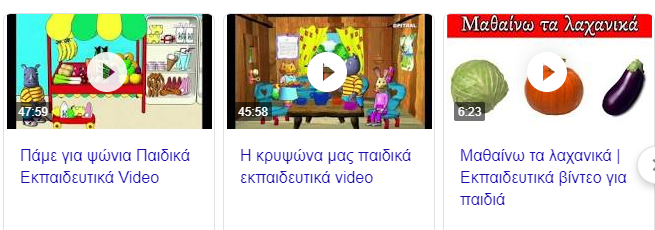 47:59
Πάμε για ψώνια Παιδικά
Εκπαιδευτικά Video
SPITRAL
45:58
Η κρυψώνα μας παιδικά
εκπαιδευτικά video
Μαθαίνω τα λαχανικά
6:23
Μαθαίνω τα λαχανικά |
Εκπαιδευτικά βίντεο για
παιδιά